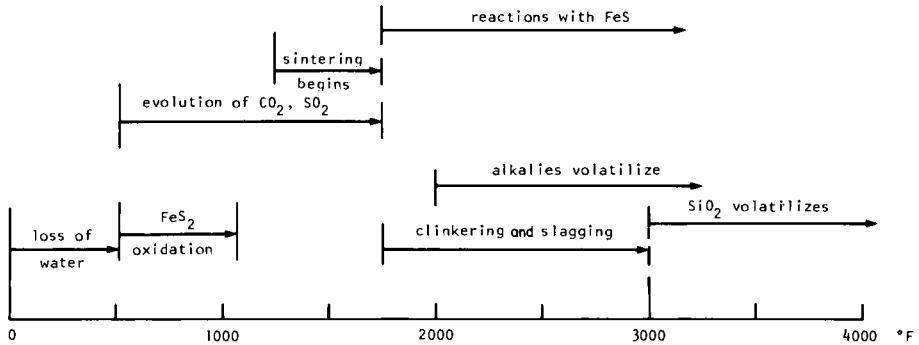 reactions with FeS
sintering
begins
evolution of CO₂, SO₂
alkalies volatilize
SiO₂ volatilizes
FeS₂
loss of
water
oxidation
clinkering and slagging
0 1000 2000 3000 4000 °F